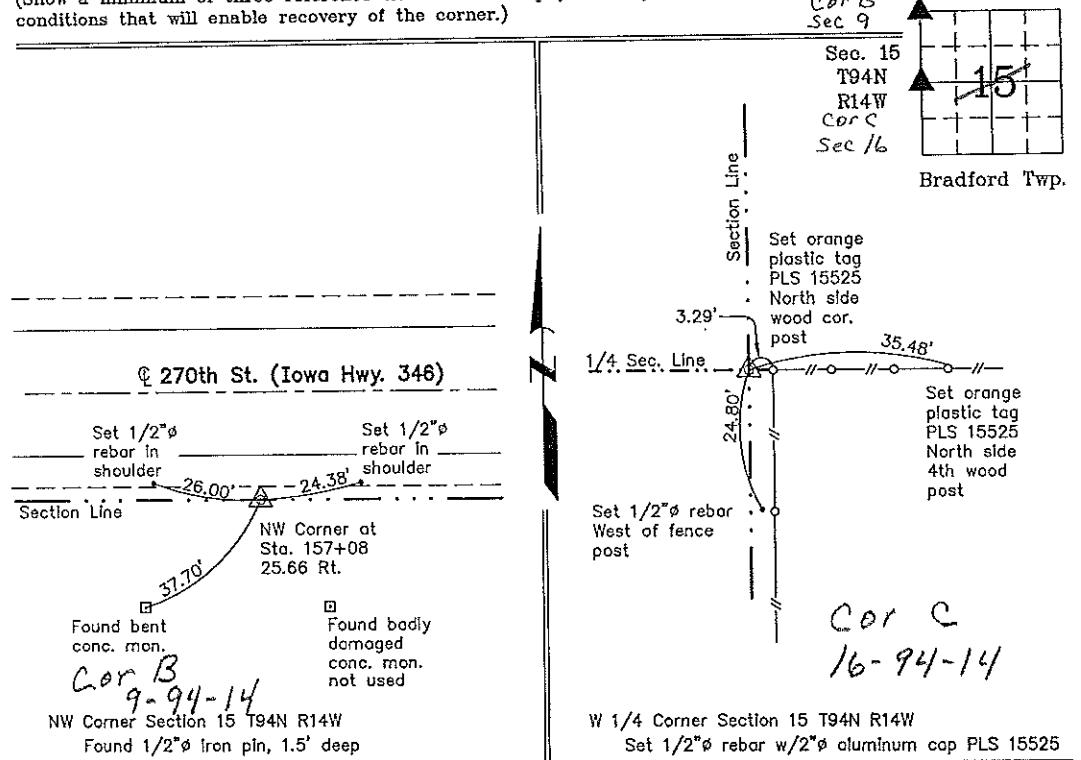 conditions that will enable recovery of the corner.)
Cor B
Sec 9
Sec. 15
T94N
R14W
Cor C
Sec 16
15
Bradford Twp.
℄ 270th St. (Iowa Hwy. 346)
Set 1/2"ø
rebar in
shoulder
Set 1/2"ø
rebar in
shoulder
26.00'
24.38'
Section Line
NW Corner at
Sta. 157+08
25.66 Rt.
37.70'
Found bent
conc. mon.
Found badly
damaged
conc. mon.
not used
Cor B
9-94-14
NW Corner Section 15 T94N R14W
Found 1/2"ø iron pin, 1.5' deep
N
Section Line
Set orange
plastic tag
PLS 15525
North side
wood cor.
post
3.29'
35.48'
1/4 Sec. Line
24.80'
Set orange
plastic tag
PLS 15525
North side
4th wood
post
Set 1/2"ø rebar
West of fence
post
Cor C
16-94-14
W 1/4 Corner Section 15 T94N R14W
Set 1/2"ø rebar w/2"ø aluminum cap PLS 15525